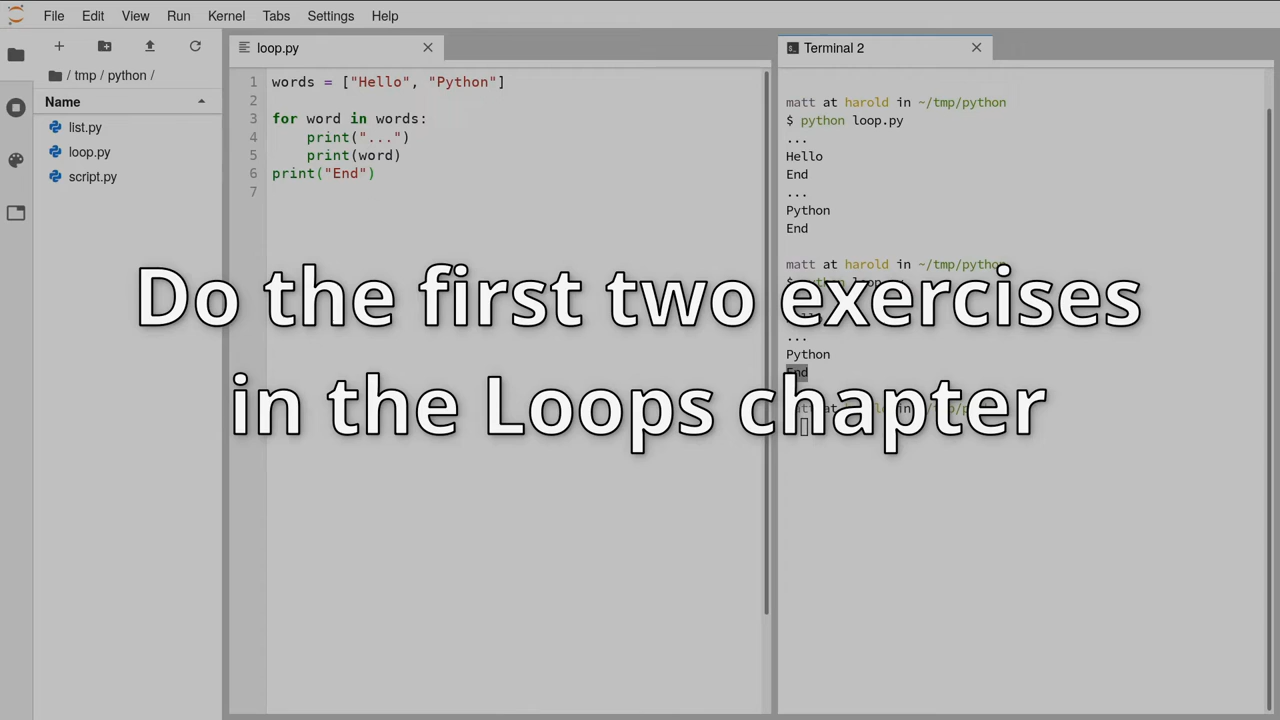 File Edit View Run Kernel Tabs Settings Help
/ tmp / python /
Name
list.py
loop.py
script.py
loop.py
1 words = ["Hello", "Python"]
2
3 for word in words:
4 print("...")
5 print(word)
6 print("End")
7
Terminal 2
matt at harold in ~/tmp/python
$ python loop.py
...
Hello
End
...
Python
End
matt at harold in ~/tmp/python
...
Python
End
Do the first two exercises
in the Loops chapter